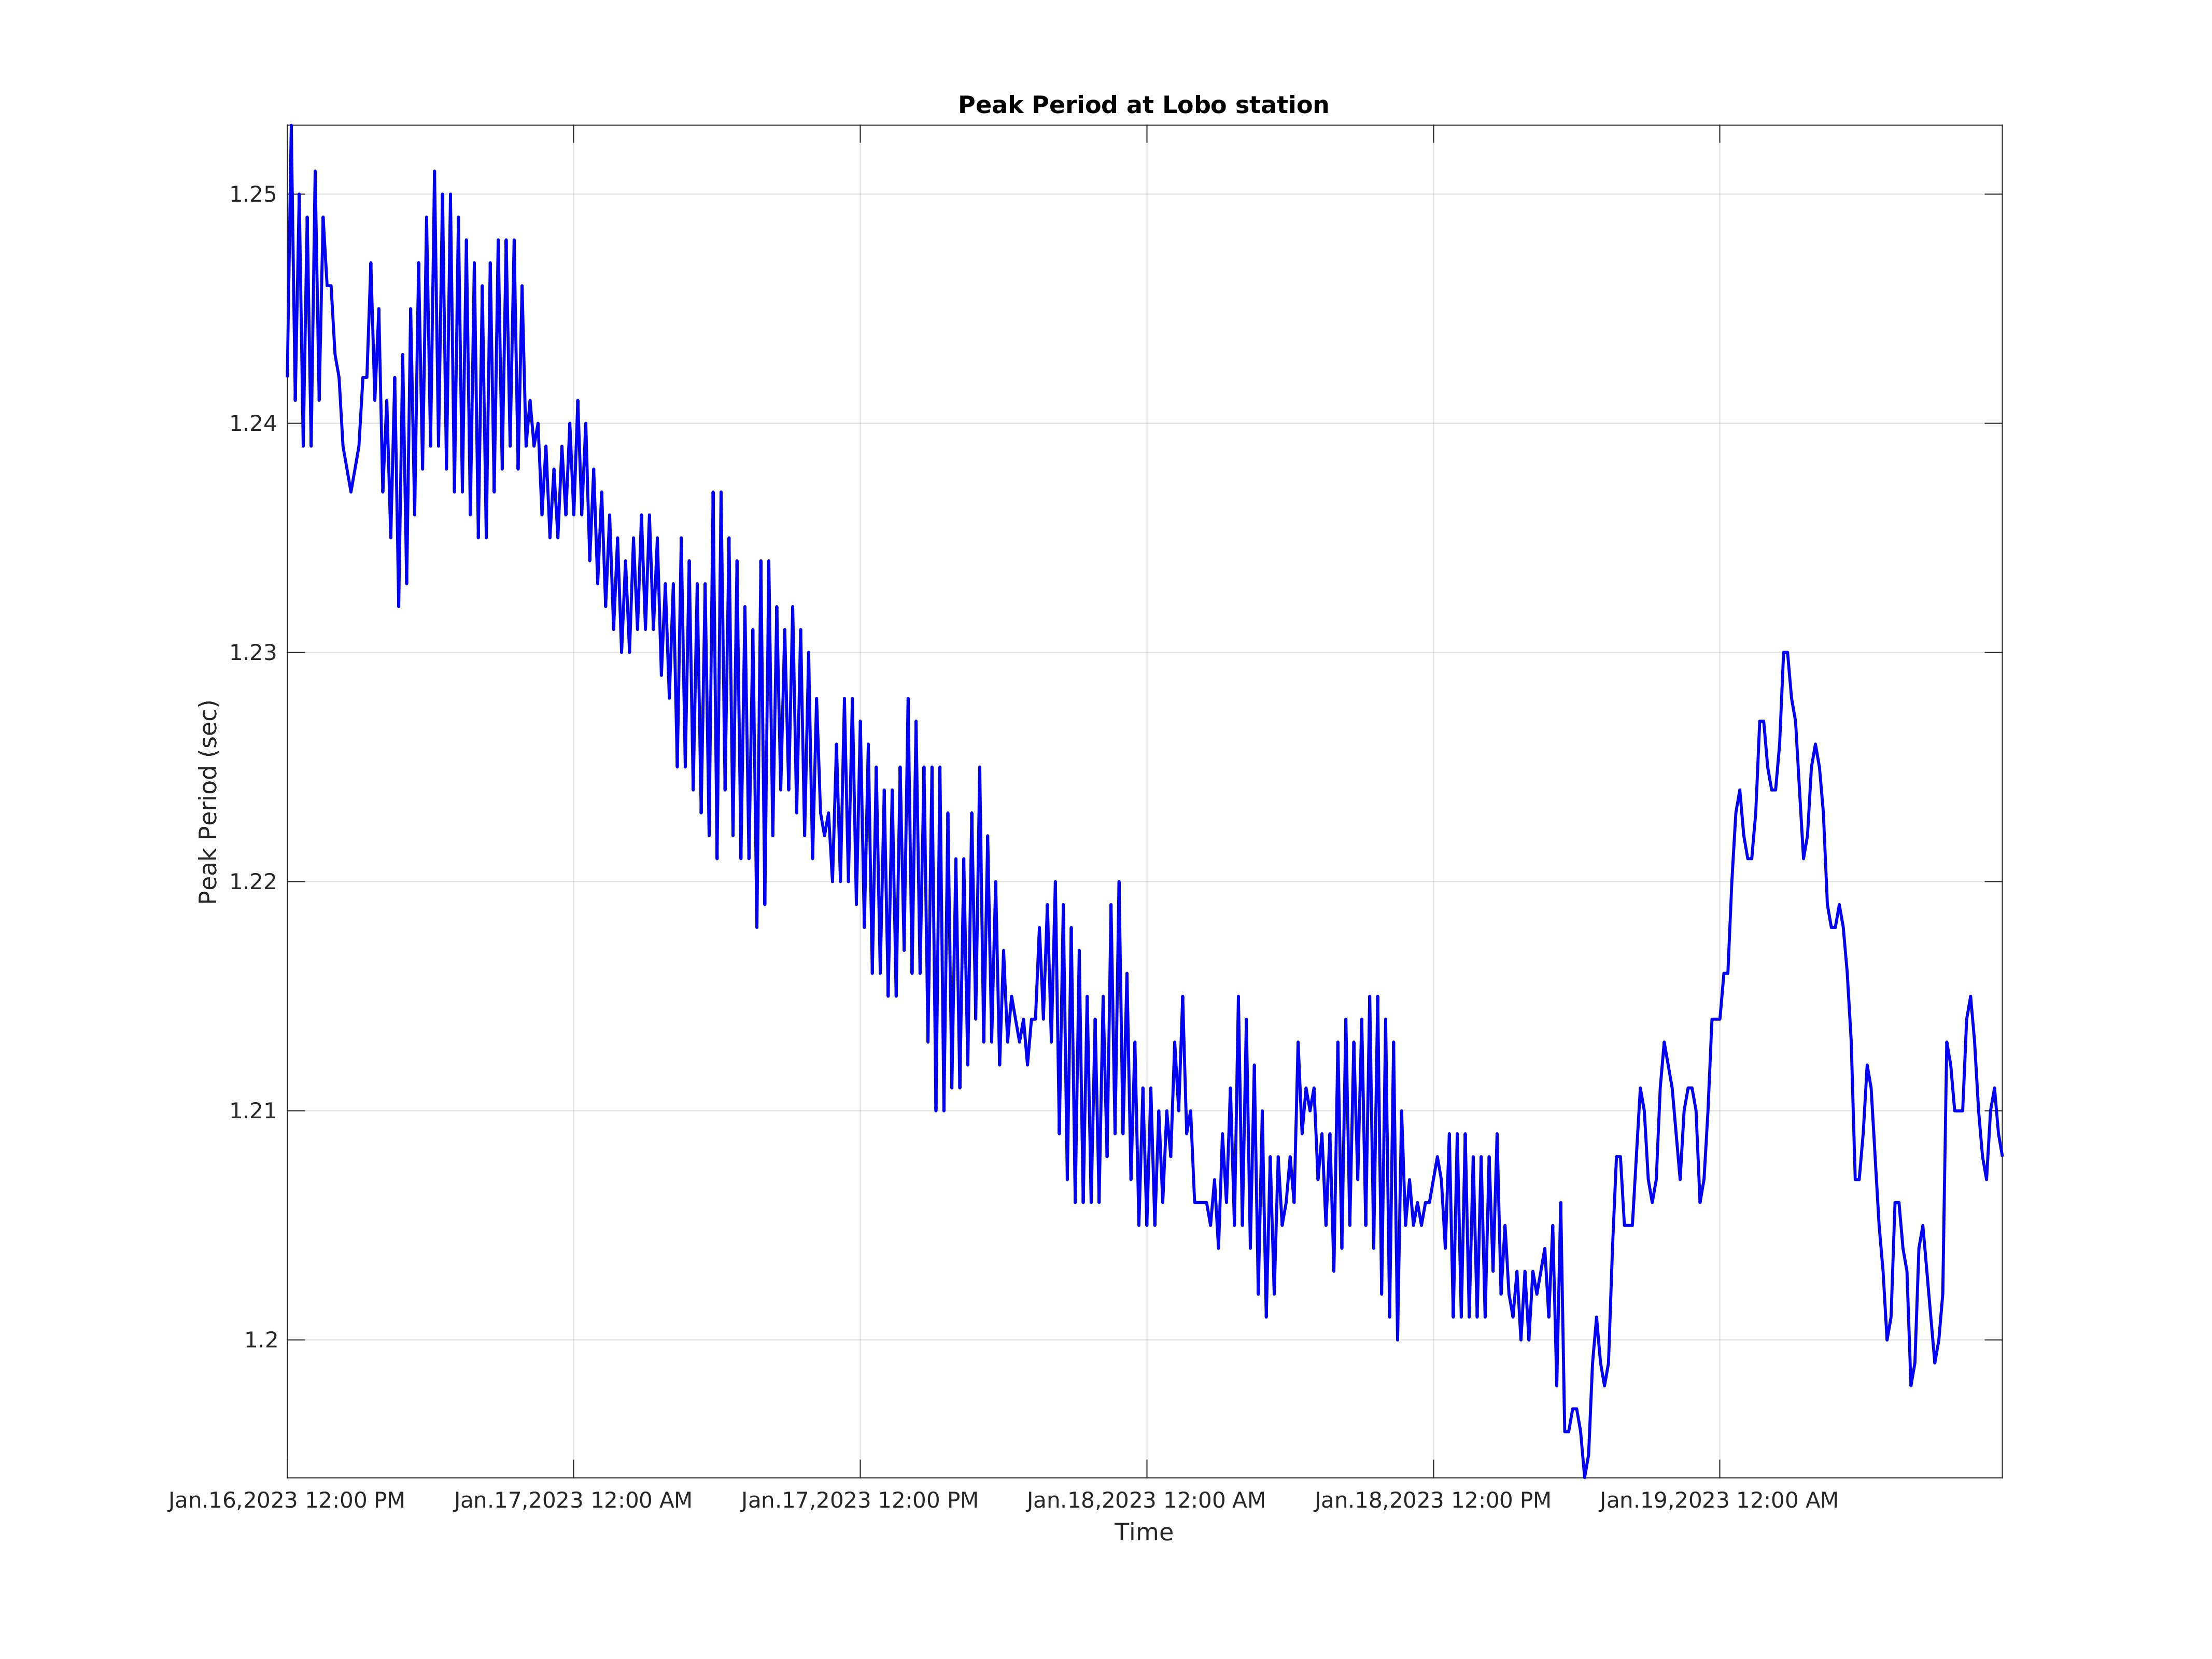 Peak Period at Lobo station
1.25
1.24
1.23
1.22
1.21
1.2
Peak Period (sec)
Jan.16,2023 12:00 PM
Jan.17,2023 12:00 AM
Jan.17,2023 12:00 PM
Jan.18,2023 12:00 AM
Jan.18,2023 12:00 PM
Jan.19,2023 12:00 AM
Time